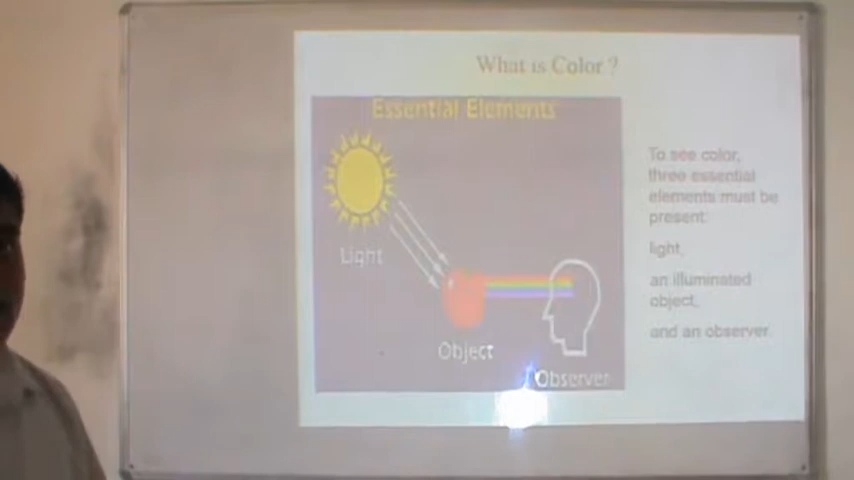 What is Color ?
Essential Elements
Light
Object
Observer
To see color,
three essential
elements must be
present:
light,
an illuminated
object,
and an observer.